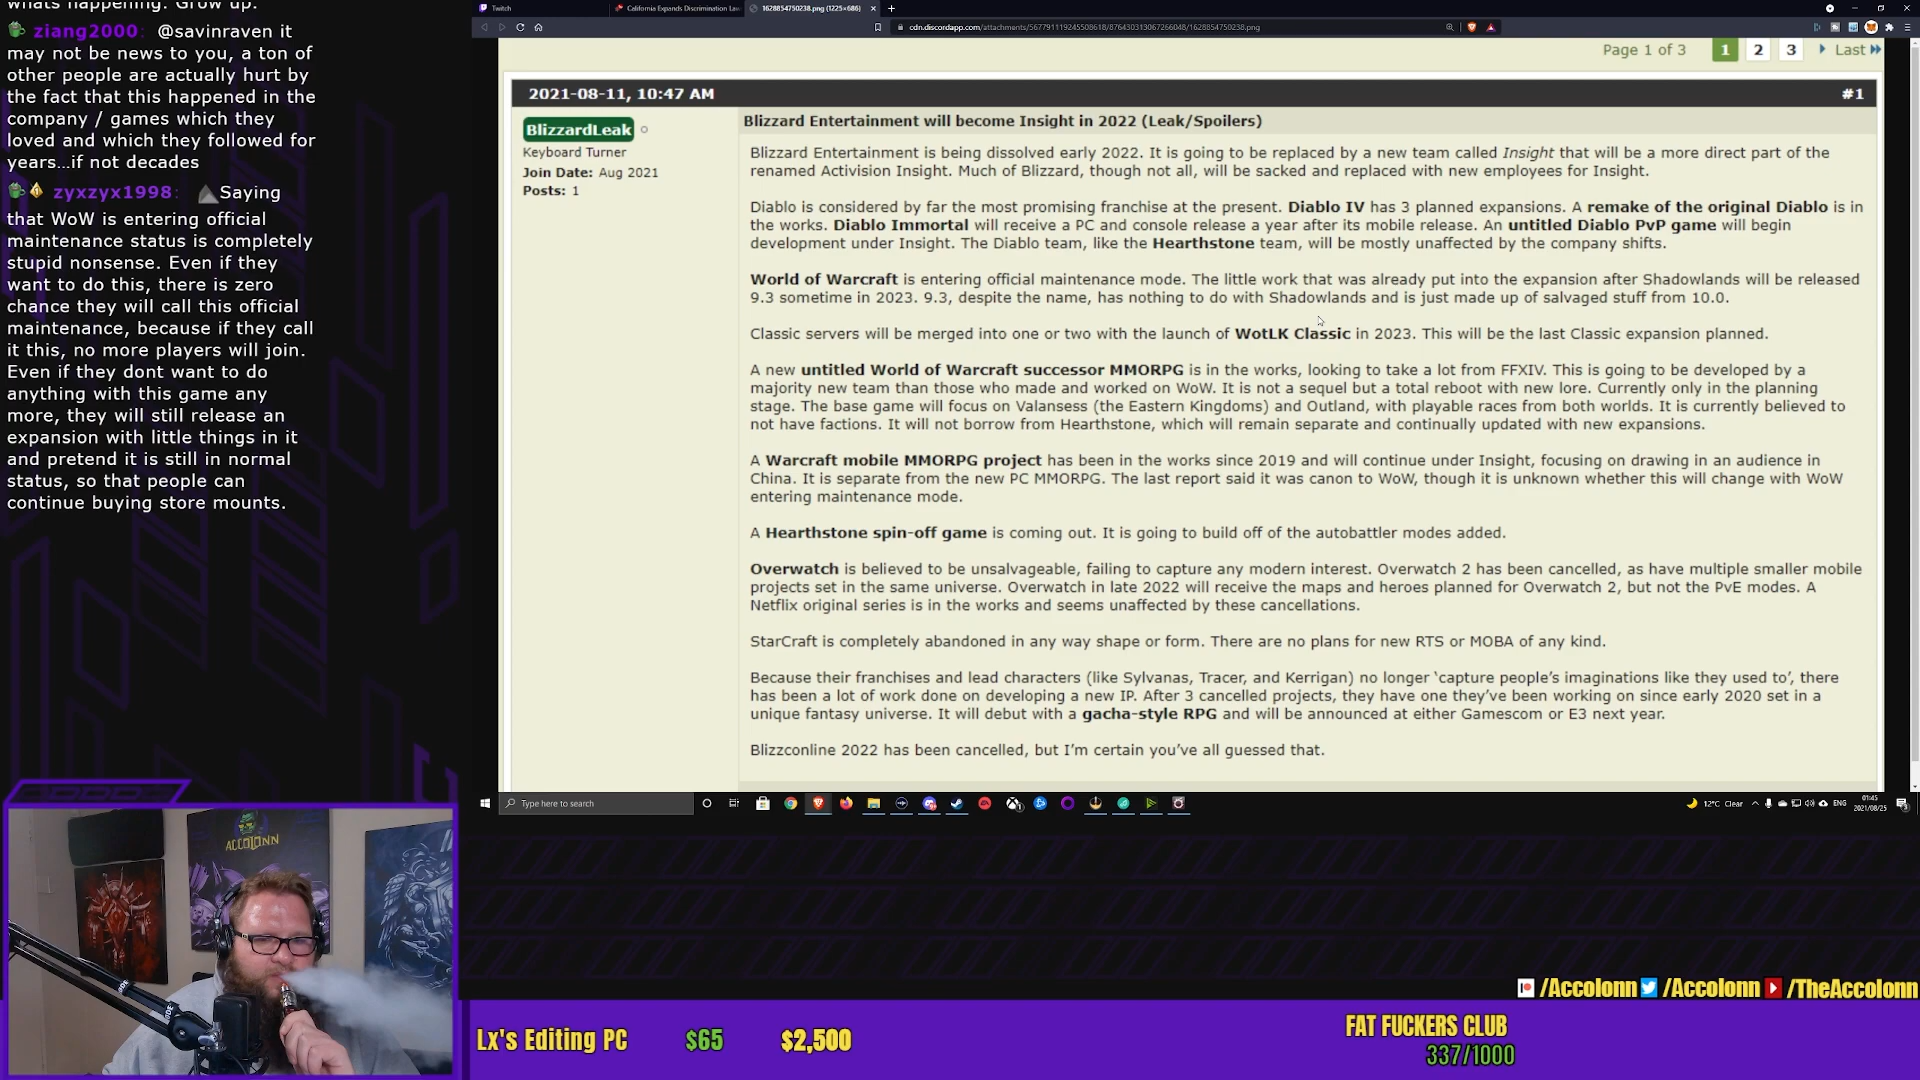 whats happening. Grow up.
ziang2000: @savinraven it
may not be news to you, a ton of
other people are actually hurt by
the fact that this happened in the
company / games which they
loved and which they followed for
years...if not decades
zyxzyx1998: Saying
that WoW is entering official
maintenance status is completely
stupid nonsense. Even if they
want to do this, there is zero
chance they will call this official
maintenance, because if they call
it this, no more players will join.
Even if they dont want to do
anything with this game any
more, they will still release an
expansion with little things in it
and pretend it is still in normal
status, so that people can
continue buying store mounts.
Twitch
California Expands Discrimination Law
1628854750238.png (1225×686)
cdn.discordapp.com/attachments/567791119245508618/876430313067266048/1628854750238.png
Page 1 of 3 1 2 3 Last
2021-08-11, 10:47 AM #1
BlizzardLeak
Keyboard Turner
Join Date: Aug 2021
Posts: 1
Blizzard Entertainment will become Insight in 2022 (Leak/Spoilers)
Blizzard Entertainment is being dissolved early 2022. It is going to be replaced by a new team called Insight that will be a more direct part of the
renamed Activision Insight. Much of Blizzard, though not all, will be sacked and replaced with new employees for Insight.
Diablo is considered by far the most promising franchise at the present. Diablo IV has 3 planned expansions. A remake of the original Diablo is in
the works. Diablo Immortal will receive a PC and console release a year after its mobile release. An untitled Diablo PvP game will begin
development under Insight. The Diablo team, like the Hearthstone team, will be mostly unaffected by the company shifts.
World of Warcraft is entering official maintenance mode. The little work that was already put into the expansion after Shadowlands will be released
9.3 sometime in 2023. 9.3, despite the name, has nothing to do with Shadowlands and is just made up of salvaged stuff from 10.0.
Classic servers will be merged into one or two with the launch of WotLK Classic in 2023. This will be the last Classic expansion planned.
A new untitled World of Warcraft successor MMORPG is in the works, looking to take a lot from FFXIV. This is going to be developed by a
majority new team than those who made and worked on WoW. It is not a sequel but a total reboot with new lore. Currently only in the planning
stage. The base game will focus on Valansess (the Eastern Kingdoms) and Outland, with playable races from both worlds. It is currently believed to
not have factions. It will not borrow from Hearthstone, which will remain separate and continually updated with new expansions.
A Warcraft mobile MMORPG project has been in the works since 2019 and will continue under Insight, focusing on drawing in an audience in
China. It is separate from the new PC MMORPG. The last report said it was canon to WoW, though it is unknown whether this will change with WoW
entering maintenance mode.
A Hearthstone spin-off game is coming out. It is going to build off of the autobattler modes added.
Overwatch is believed to be unsalvageable, failing to capture any modern interest. Overwatch 2 has been cancelled, as have multiple smaller mobile
projects set in the same universe. Overwatch in late 2022 will receive the maps and heroes planned for Overwatch 2, but not the PvE modes. A
Netflix original series is in the works and seems unaffected by these cancellations.
StarCraft is completely abandoned in any way shape or form. There are no plans for new RTS or MOBA of any kind.
Because their franchises and lead characters (like Sylvanas, Tracer, and Kerrigan) no longer ‘capture people’s imaginations like they used to’, there
has been a lot of work done on developing a new IP. After 3 cancelled projects, they have one they’ve been working on since early 2020 set in a
unique fantasy universe. It will debut with a gacha-style RPG and will be announced at either Gamescom or E3 next year.
Blizzconline 2022 has been cancelled, but I’m certain you’ve all guessed that.
Type here to search
12°C Clear
ENG
01:45
2021/08/25
ACCOLONN
/Accolonn /Accolonn /TheAccolonn
Lx's Editing PC $65 $2,500
FAT FUCKERS CLUB
337/1000